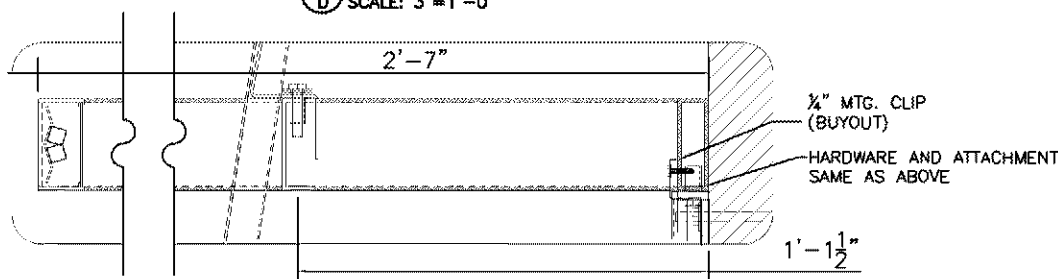 D SCALE: 3"=1'-0"
2'-7"
¼" MTG. CLIP
(BUYOUT)
HARDWARE AND ATTACHMENT
SAME AS ABOVE
1'-1½"